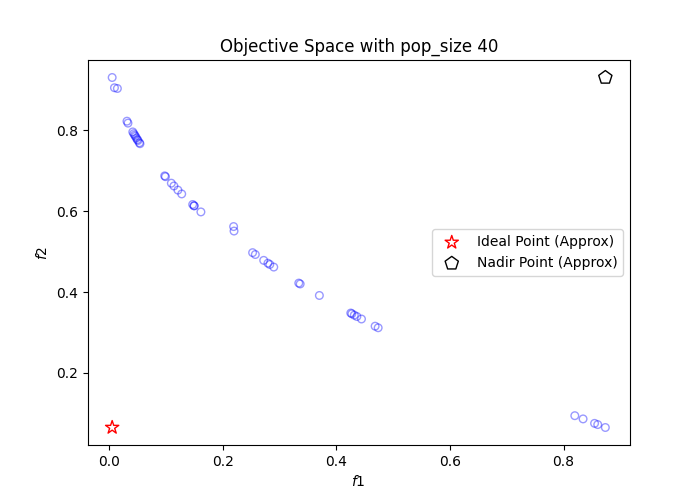 Objective Space with pop_size 40
0.8
0.6
0.4
0.2
f2
Ideal Point (Approx)
Nadir Point (Approx)
0.0
0.2
0.4
0.6
0.8
f1